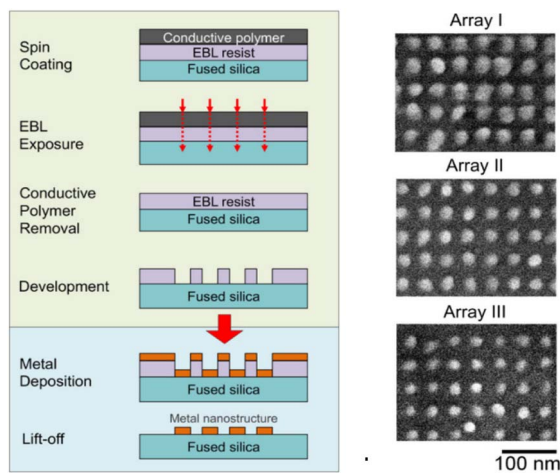 Spin
Coating
Conductive polymer
EBL resist
Fused silica
EBL
Exposure
Conductive
Polymer
Removal
EBL resist
Fused silica
Development
Fused silica
Metal
Deposition
Fused silica
Lift-off
Metal nanostructure
Fused silica
Array I
Array II
Array III
100 nm